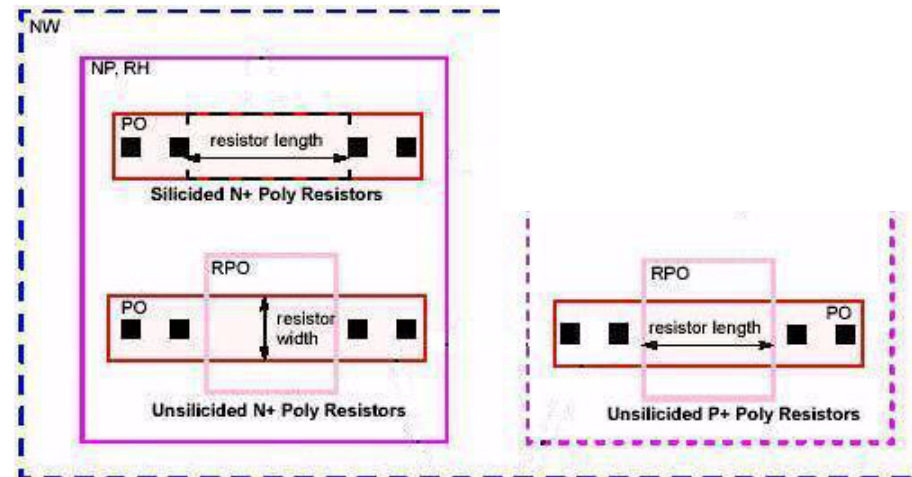 NW
NP, RH
PO
resistor length
Silicided N+ Poly Resistors
RPO
PO
resistor
width
Unsilicided N+ Poly Resistors
RPO
PO
resistor length
Unsilicided P+ Poly Resistors